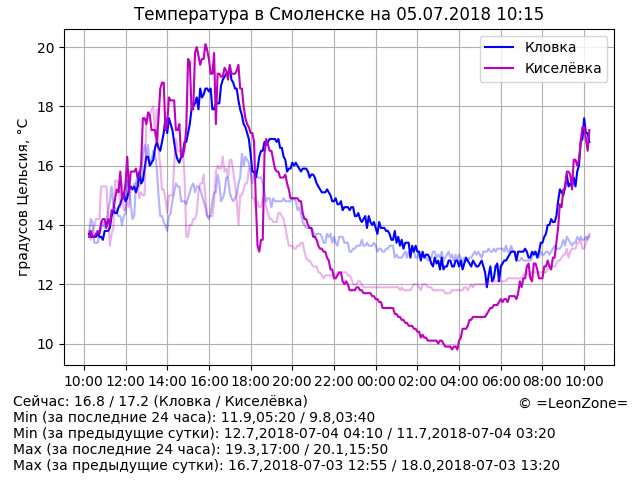 Температура в Смоленске на 05.07.2018 10:15
Кловка
Киселёвка
градусов Цельсия, °C
20
18
16
14
12
10
10:00 12:00 14:00 16:00 18:00 20:00 22:00 00:00 02:00 04:00 06:00 08:00 10:00
Сейчас: 16.8 / 17.2 (Кловка / Киселёвка)
© =LeonZone=
Min (за последние 24 часа): 11.9,05:20 / 9.8,03:40
Min (за предыдущие сутки): 12.7,2018-07-04 04:10 / 11.7,2018-07-04 03:20
Max (за последние 24 часа): 19.3,17:00 / 20.1,15:50
Max (за предыдущие сутки): 16.7,2018-07-03 12:55 / 18.0,2018-07-03 13:20